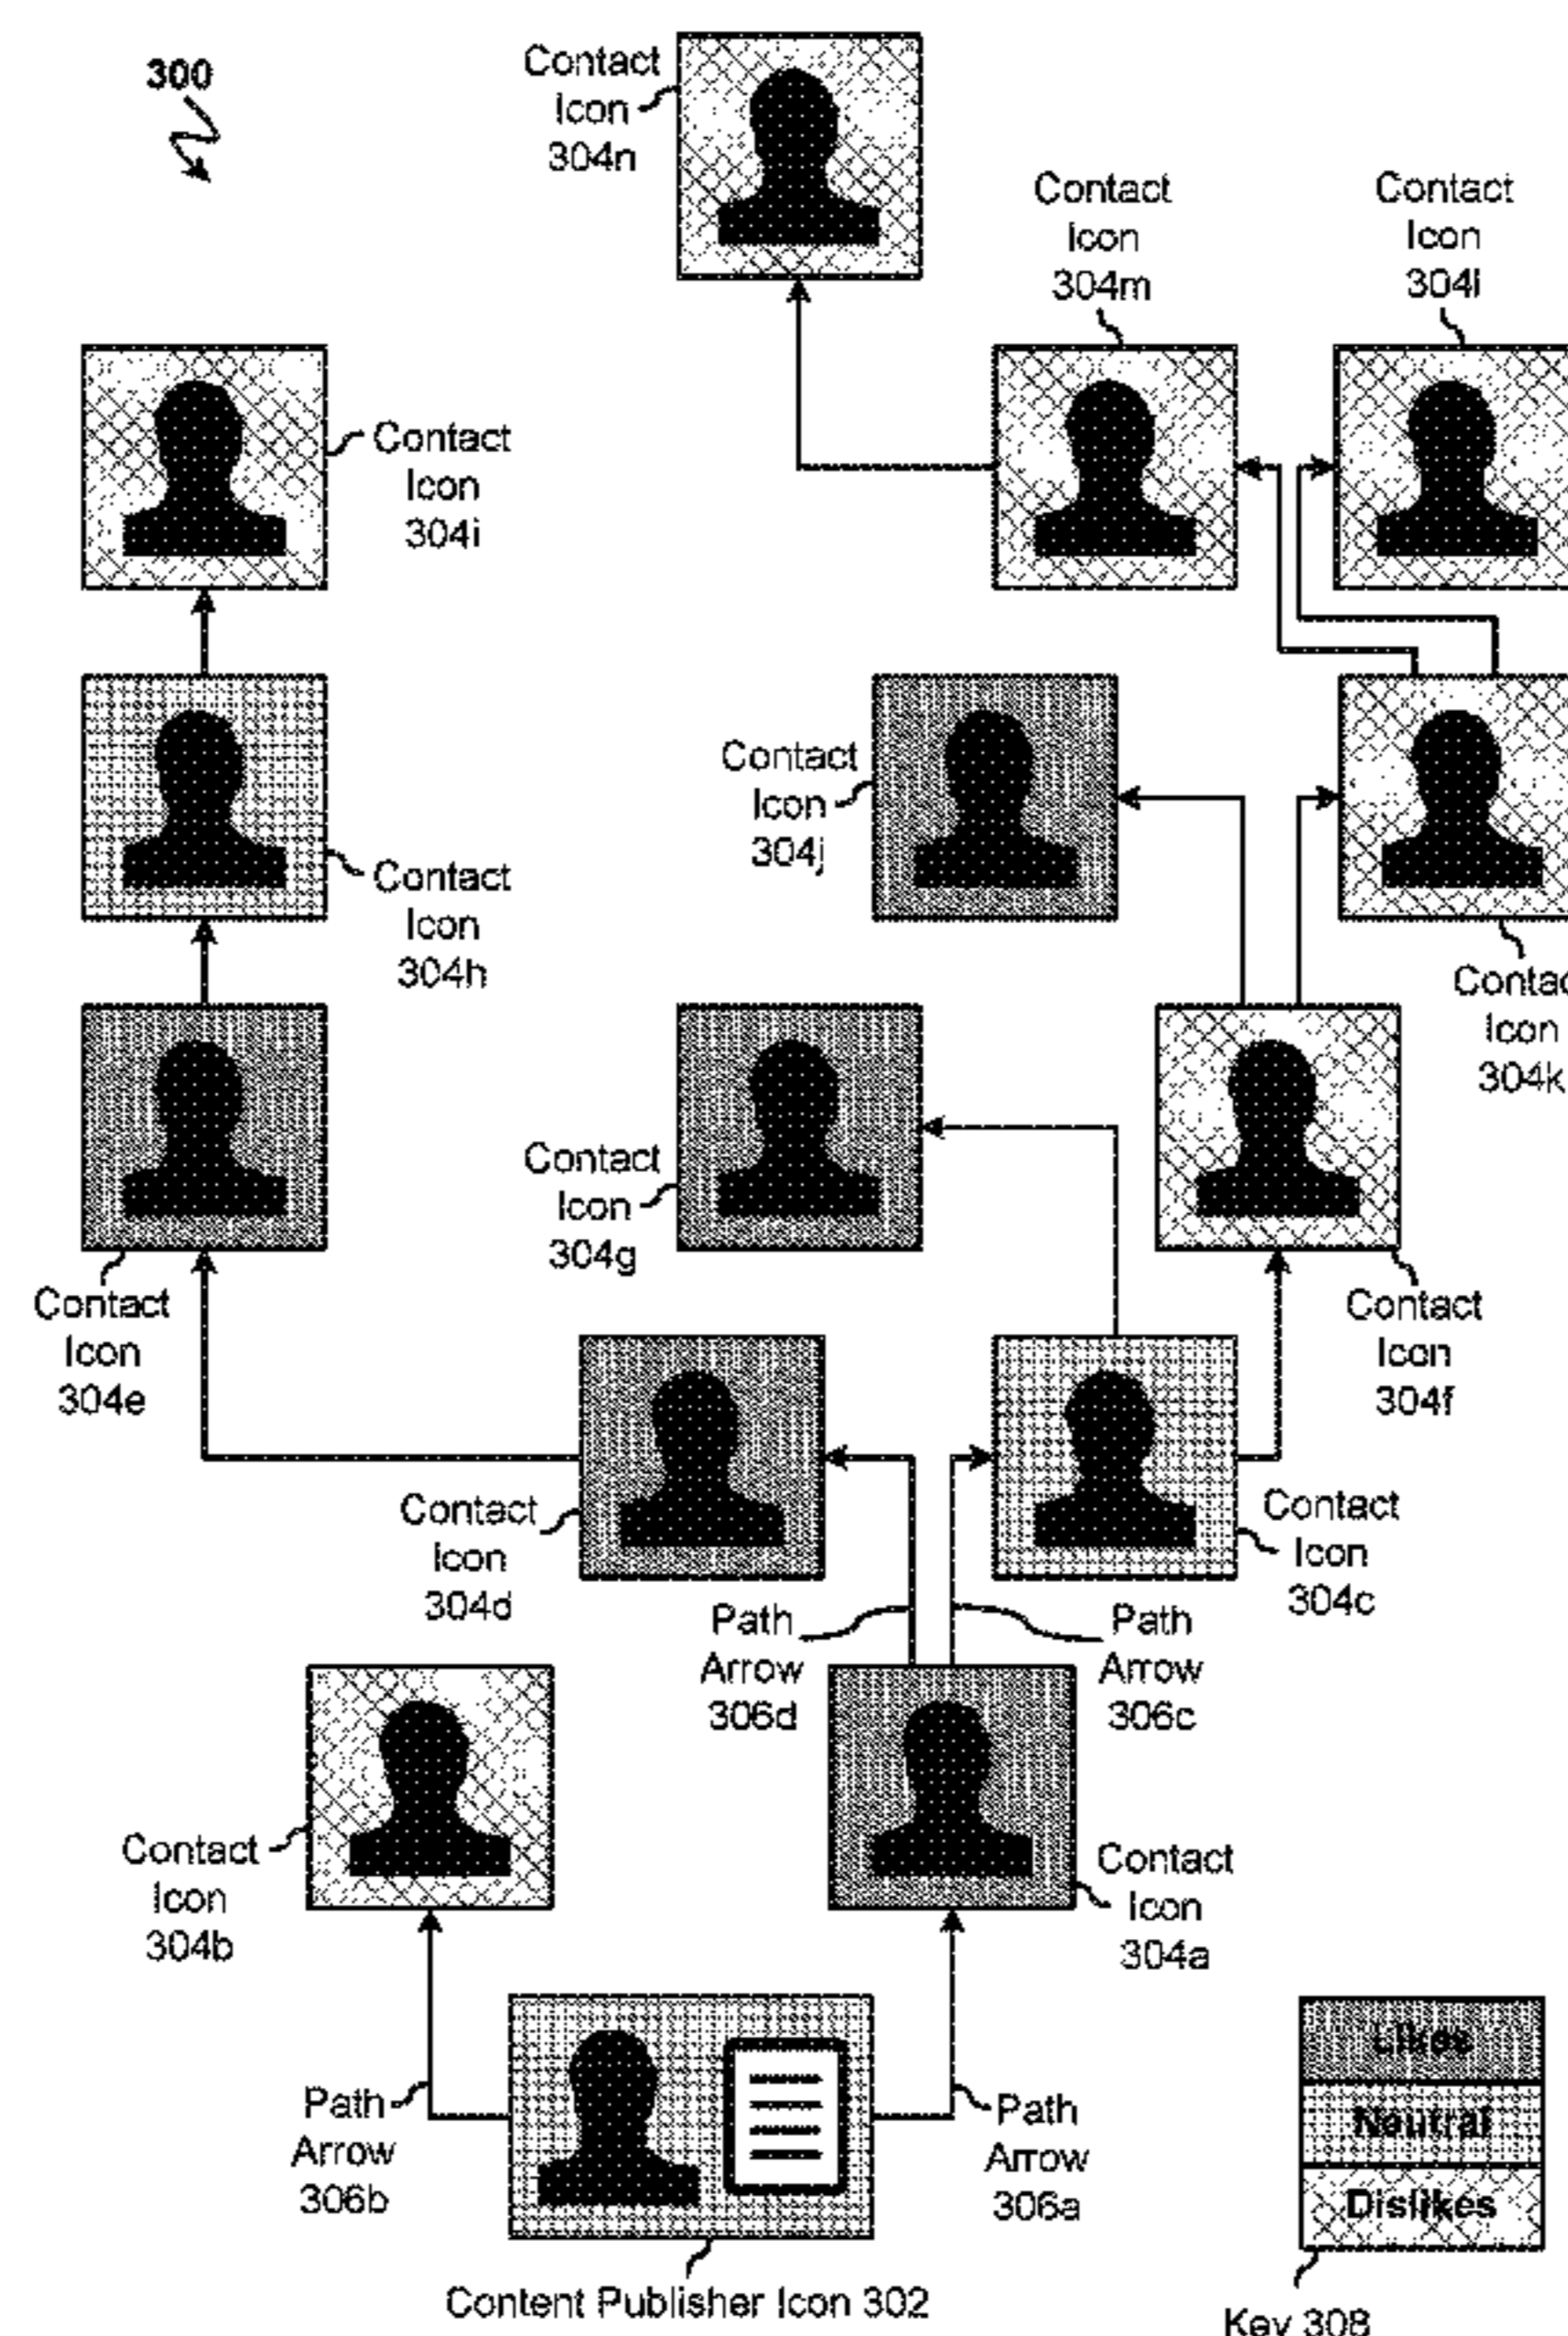 300
Contact
Icon
304n
Contact
Icon
304m
Contact
Icon
304l
Contact
Icon
304i
Contact
Icon
304j
Contact
Icon
304h
Contac
Icon
304k
Contact
Icon
304g
Contact
Icon
304e
Contact
Icon
304f
Contact
Icon
304d
Contact
Icon
304c
Path
Arrow
306d
Path
Arrow
306c
Contact
Icon
304b
Contact
Icon
304a
Path
Arrow
306b
Path
Arrow
306a
Likes
Neutral
Dislikes
Content Publisher Icon 302
Key 308